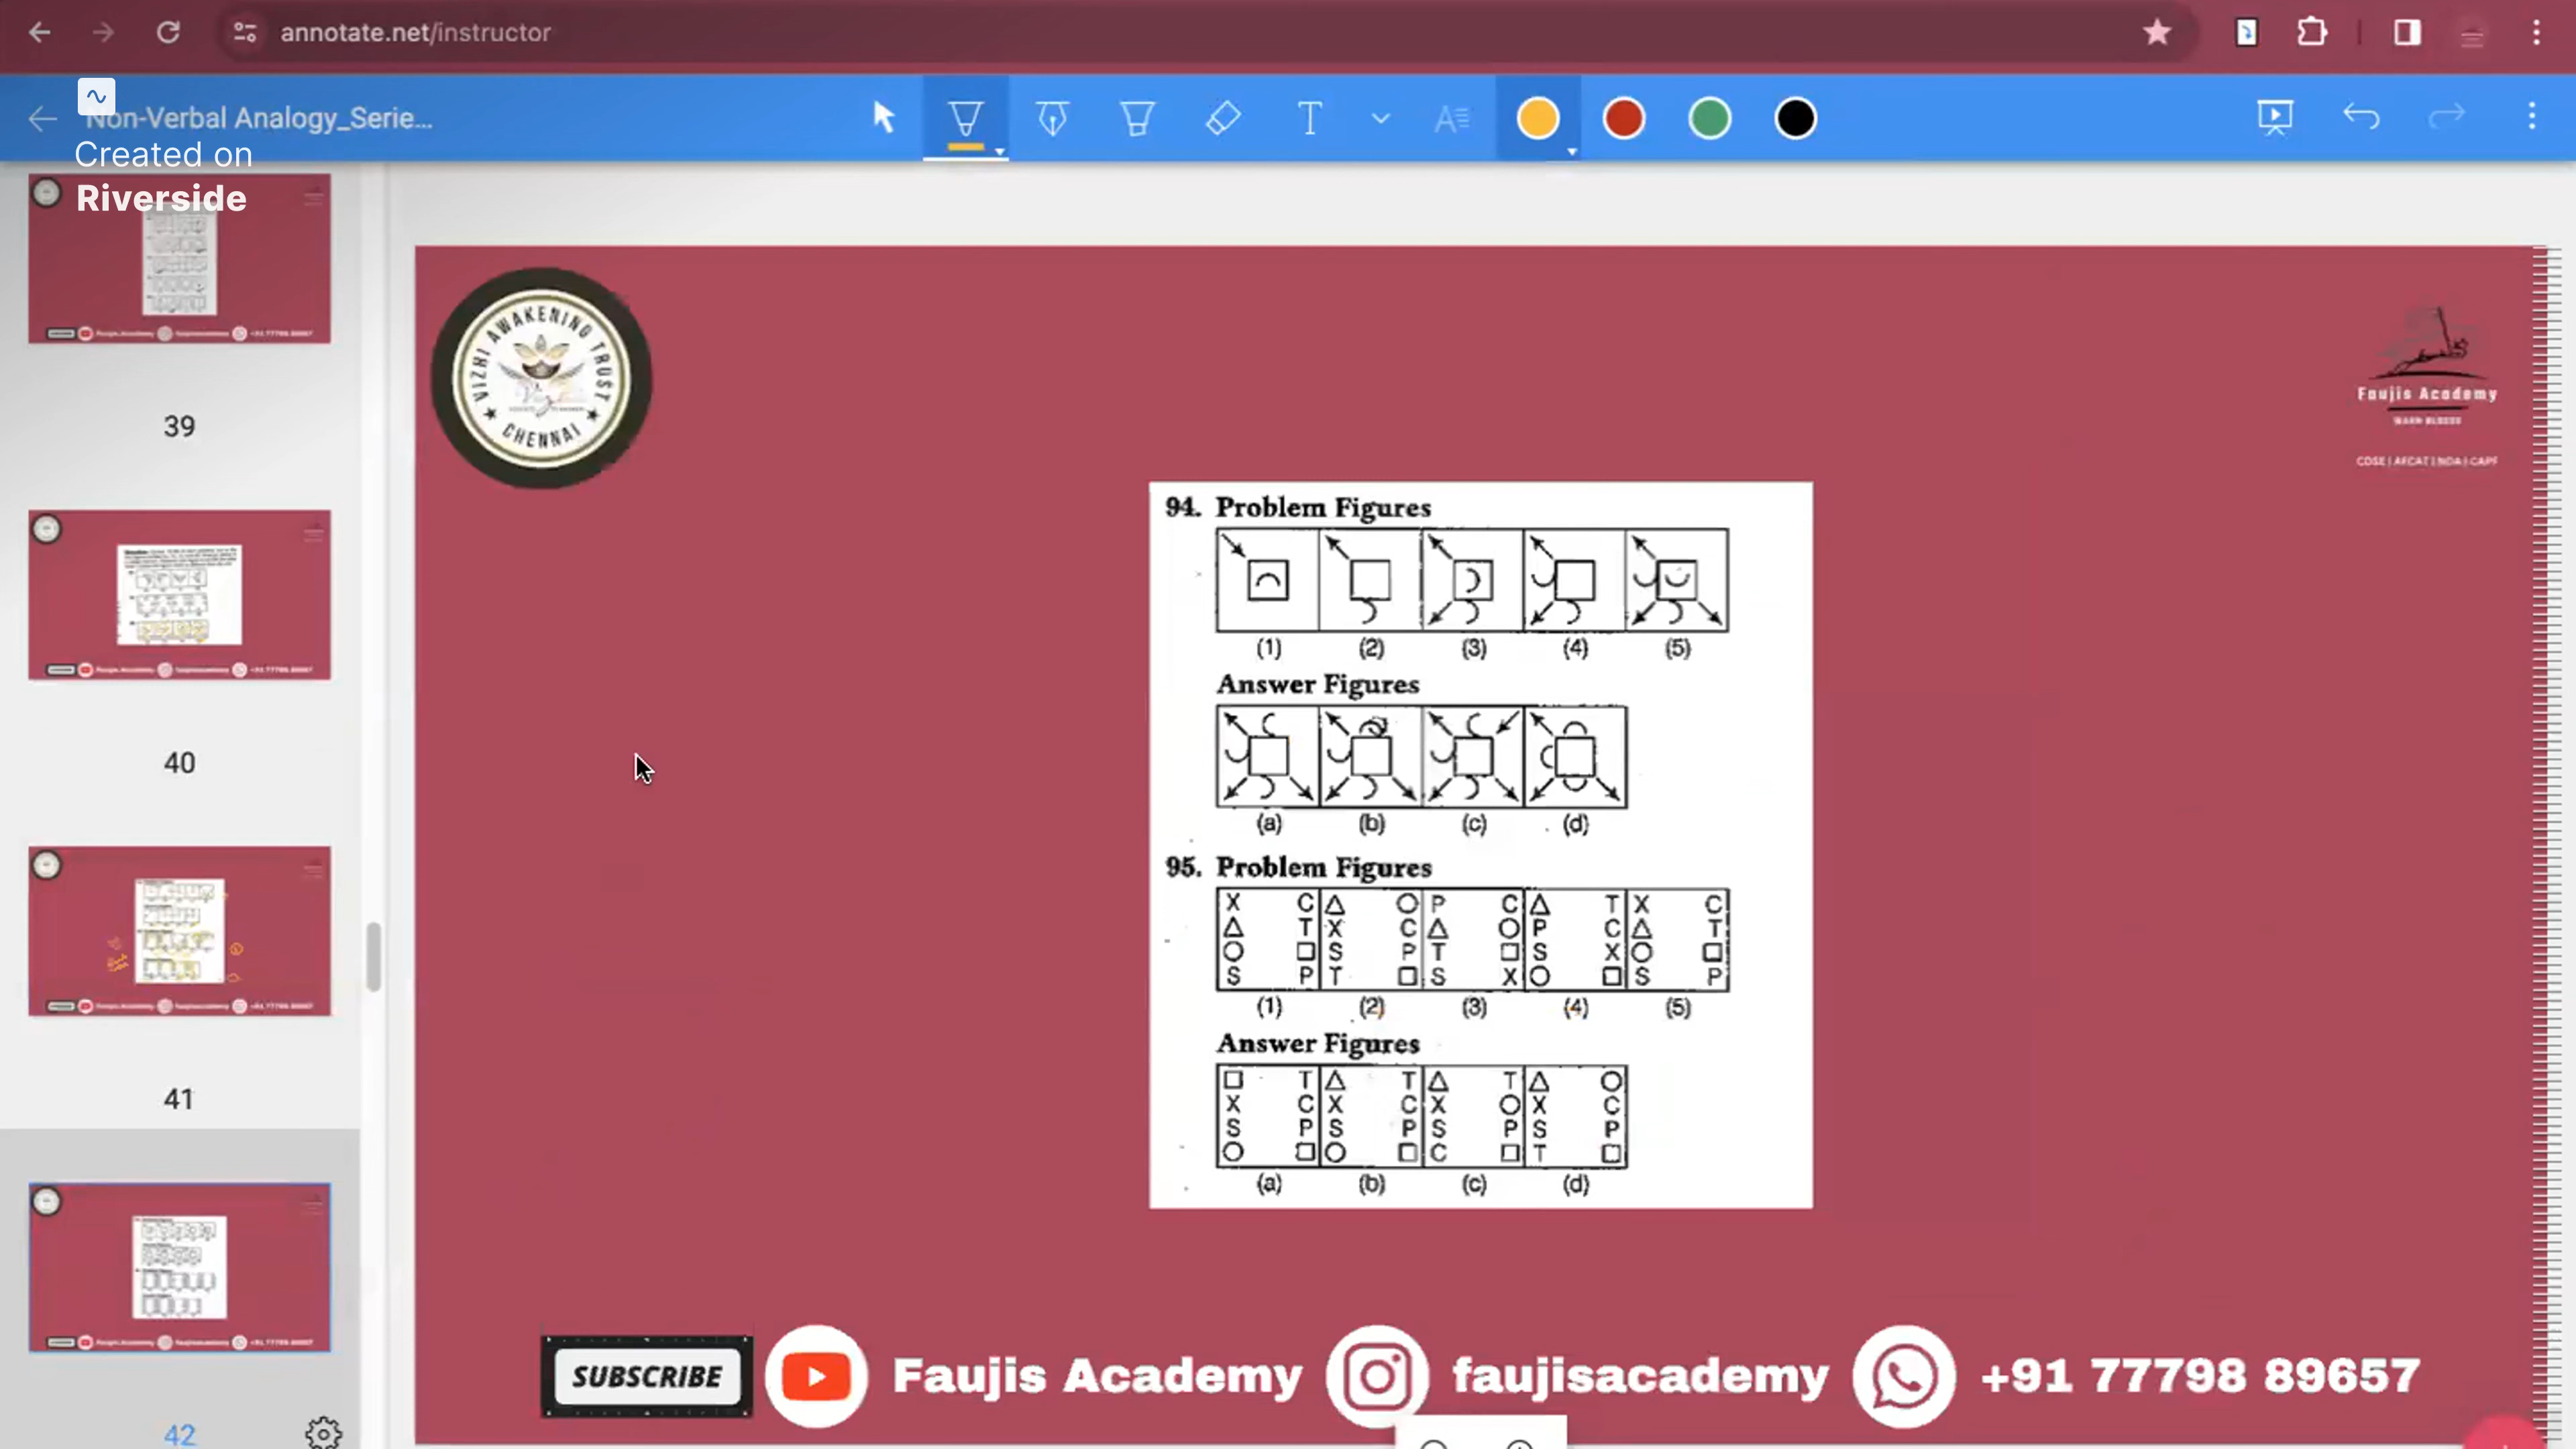 annotate.net/instructor
Non-Verbal Analogy_Serie...
Created on
Riverside
39
40
41
42
VIZHI AWAKENING TRUST
CHENNAI
Faujis Academy
CDSE | AFCAT | NDA | CAPF
94. Problem Figures
(1) (2) (3) (4) (5)
Answer Figures
(a) (b) (c) (d)
95. Problem Figures
X C △ O P C △ T X C
△ T X C △ O P C △ T
O □ S P T □ S X O □
S P T □ S X O □ S P
(1) (2) (3) (4) (5)
Answer Figures
□ T △ T △ T △ O
X C X C X O X C
S P S P S P S P
O □ O □ C □ T □
(a) (b) (c) (d)
SUBSCRIBE
Faujis Academy
faujisacademy
+91 77798 89657